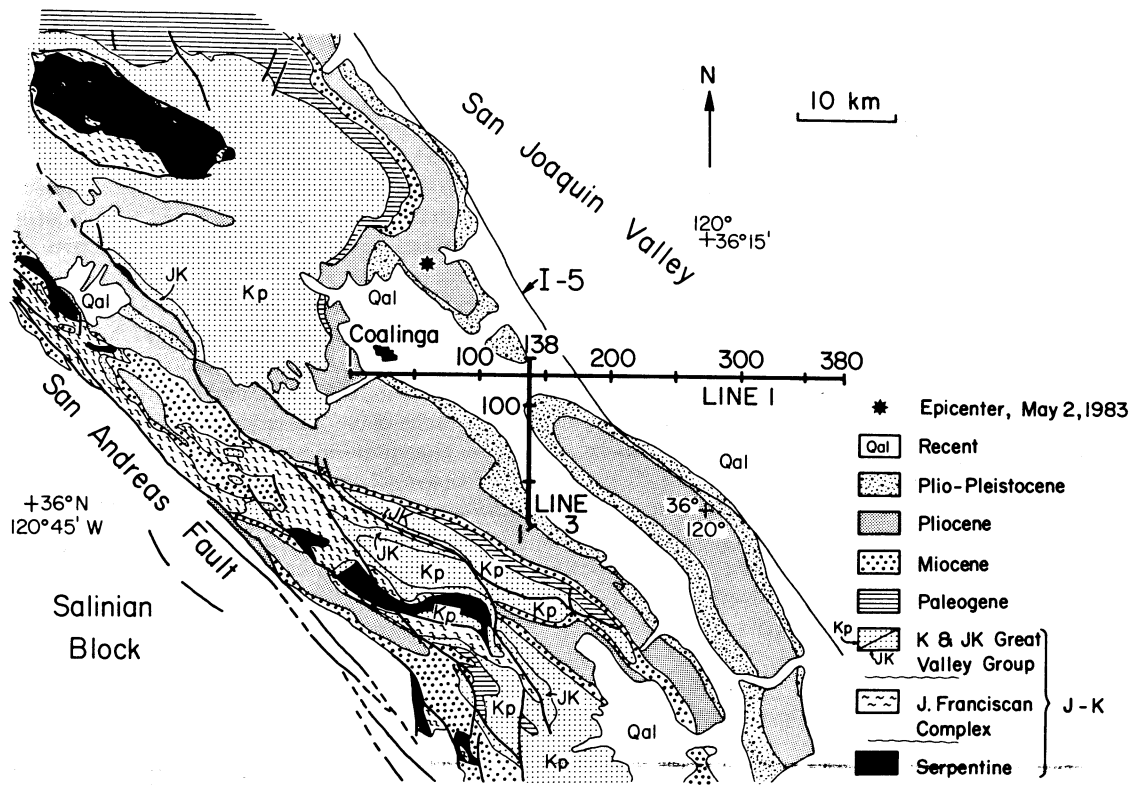 N
10 km
San Joaquin Valley
120°
+36°15'
I-5
JK
Qal
Kp
Qal
Coalinga
100
138
200
300
380
LINE 1
100
LINE
3
1
San Andreas Fault
+36°N
120°45' W
Salinian
Block
JK
JK
Kp
Kp
Kp
Kp
Kp
JK
Kp
Qal
Qal
36°+
120°
Epicenter, May 2, 1983
Qal Recent
Plio-Pleistocene
Pliocene
Miocene
Paleogene
Kp
JK
K & JK Great
Valley Group
J. Franciscan
Complex
J-K
Serpentine